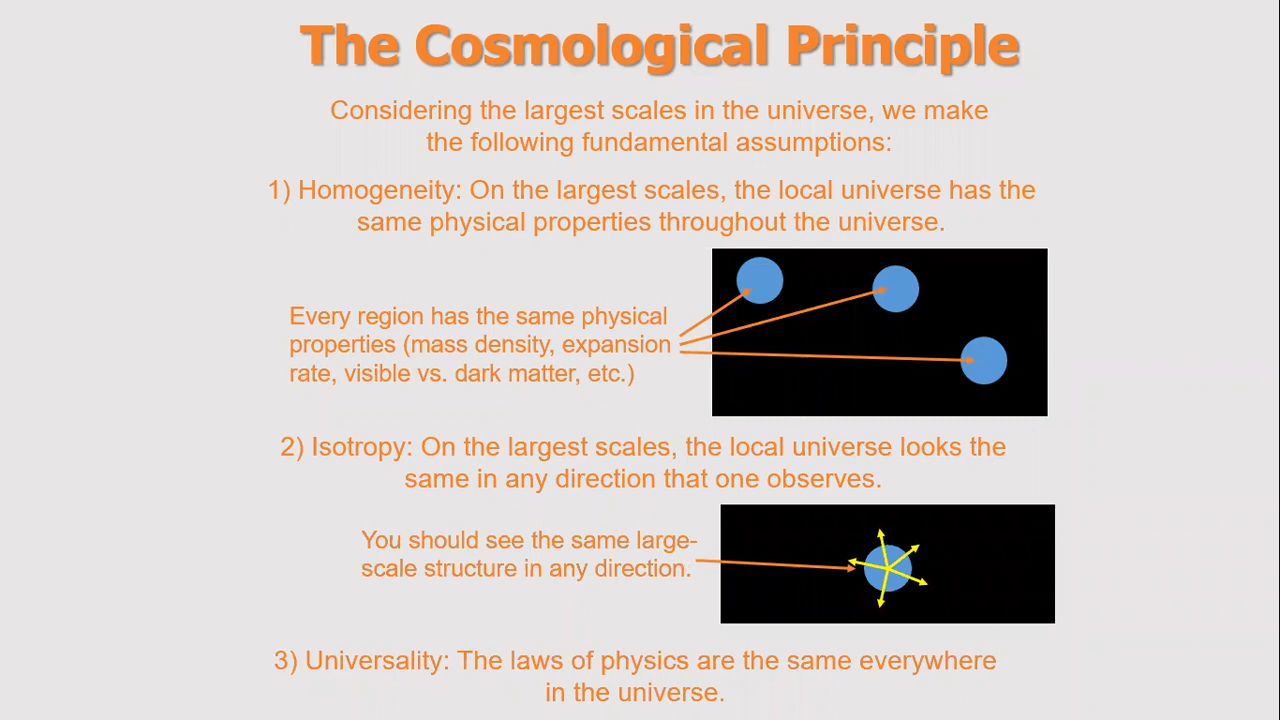 The Cosmological Principle
Considering the largest scales in the universe, we make
the following fundamental assumptions:
1) Homogeneity: On the largest scales, the local universe has the
same physical properties throughout the universe.
Every region has the same physical
properties (mass density, expansion
rate, visible vs. dark matter, etc.)
2) Isotropy: On the largest scales, the local universe looks the
same in any direction that one observes.
You should see the same large-
scale structure in any direction.
3) Universality: The laws of physics are the same everywhere
in the universe.